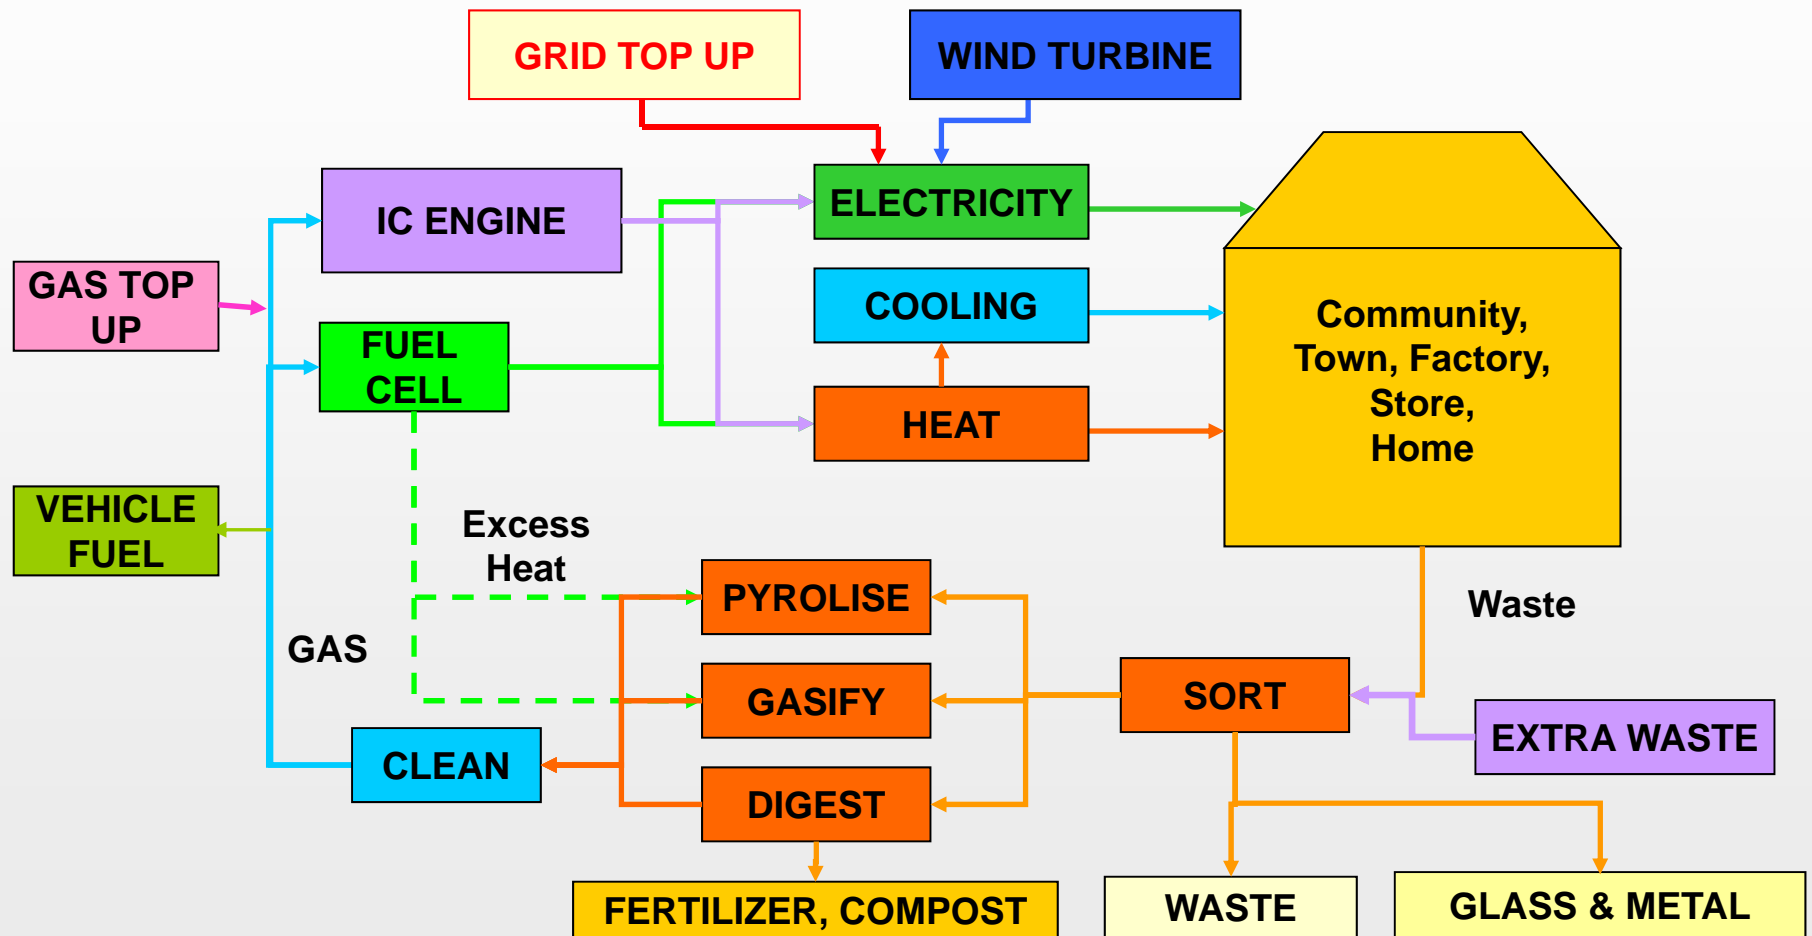 GRID TOP UP
WIND TURBINE
IC ENGINE
ELECTRICITY
GAS TOP
UP
COOLING
FUEL
CELL
HEAT
Community,
Town, Factory,
Store,
Home
VEHICLE
FUEL
Excess
Heat
PYROLISE
Waste
GAS
GASIFY
SORT
EXTRA WASTE
CLEAN
DIGEST
FERTILIZER, COMPOST
WASTE
GLASS & METAL